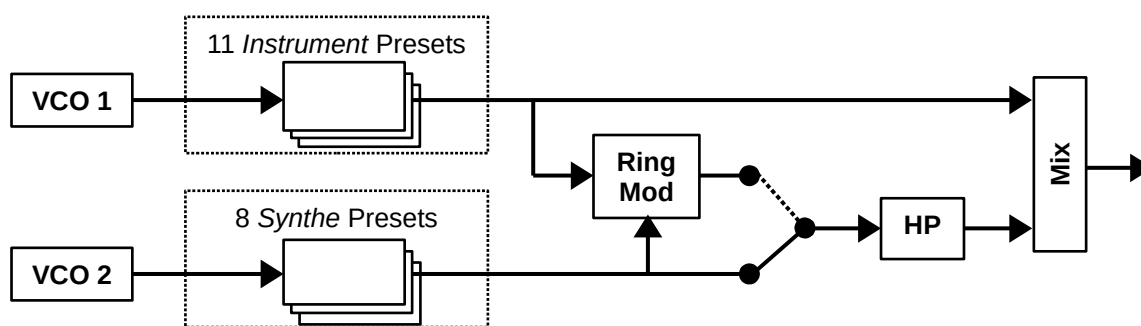 11 Instrument Presets
VCO 1
Ring
Mod
Mix
8 Synthe Presets
VCO 2
HP